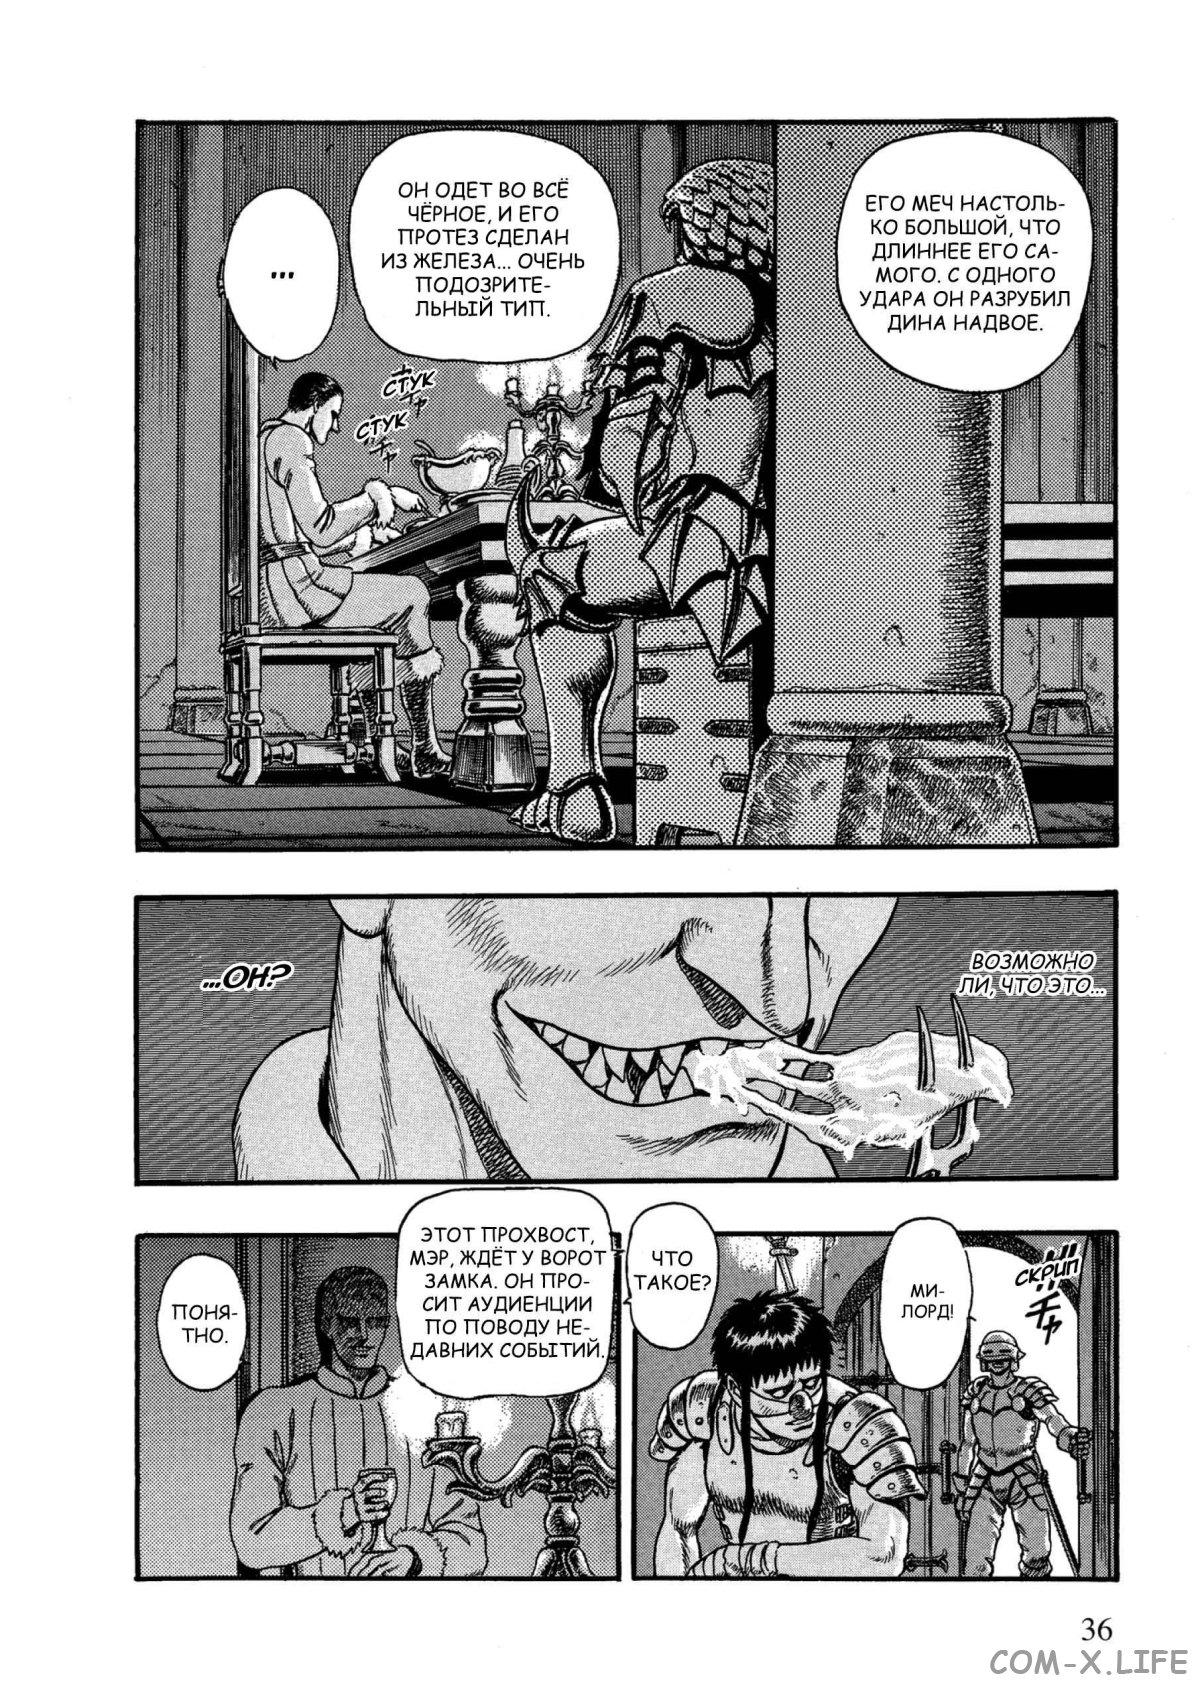 ЕГО МЕЧ НАСТОЛЬ-
КО БОЛЬШОЙ, ЧТО
ДЛИННЕЕ ЕГО СА-
МОГО. С ОДНОГО
УДАРА ОН РАЗРУБИЛ
ДИНА НАДВОЕ.
ОН ОДЕТ ВО ВСЁ
ЧЁРНОЕ, И ЕГО
ПРОТЕЗ СДЕЛАН
ИЗ ЖЕЛЕЗА... ОЧЕНЬ
ПОДОЗРИТЕ-
ЛЬНЫЙ ТИП.
...
СТУК
СТУК
ВОЗМОЖНО
ЛИ, ЧТО ЭТО...
...ОН?
СКРИП
МИ-
ЛОРД!
ЧТО
ТАКОЕ?
ЭТОТ ПРОХВОСТ,
МЭР, ЖДЁТ У ВОРОТ
ЗАМКА. ОН ПРО-
СИТ АУДИЕНЦИИ
ПО ПОВОДУ НЕ-
ДАВНИХ СОБЫТИЙ.
ПОНЯ-
ТНО.
36
COM-X.LIFE